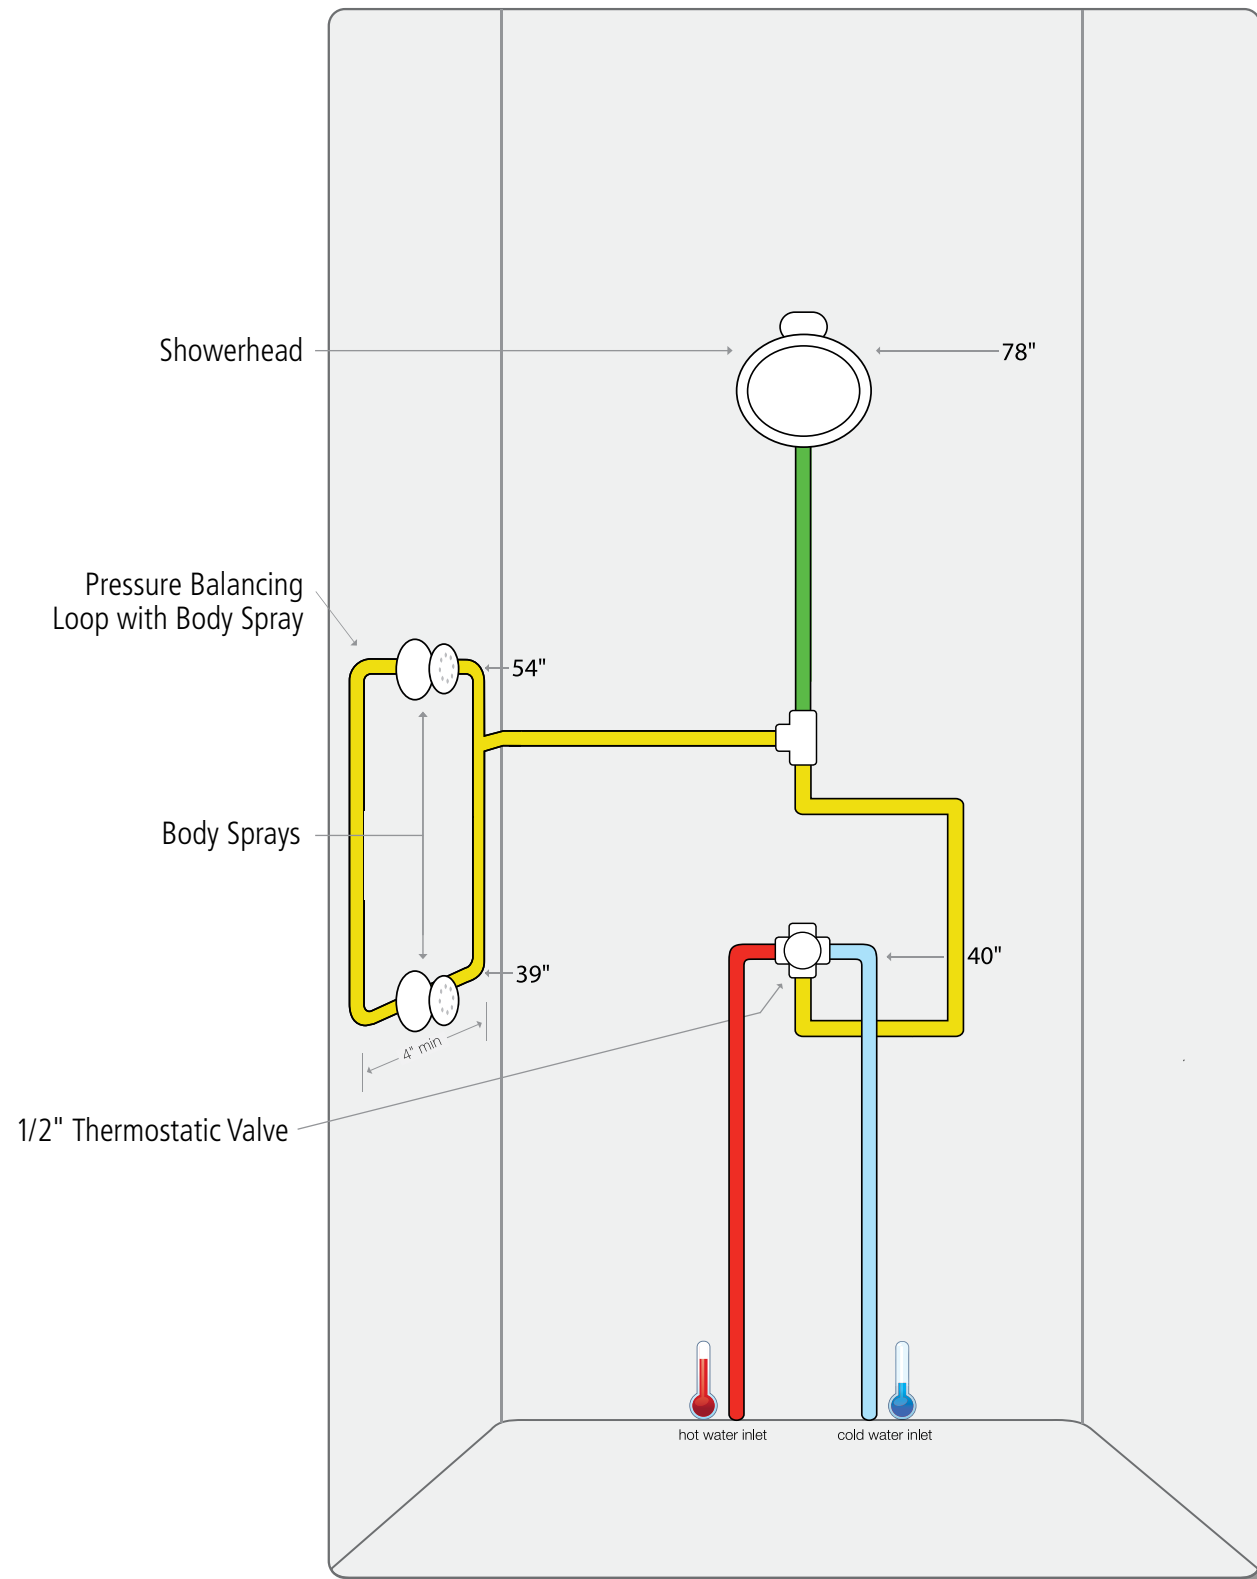 Showerhead
78"
Pressure Balancing
Loop with Body Spray
54"
Body Sprays
40"
39"
4" min
1/2" Thermostatic Valve
hot water inlet
cold water inlet